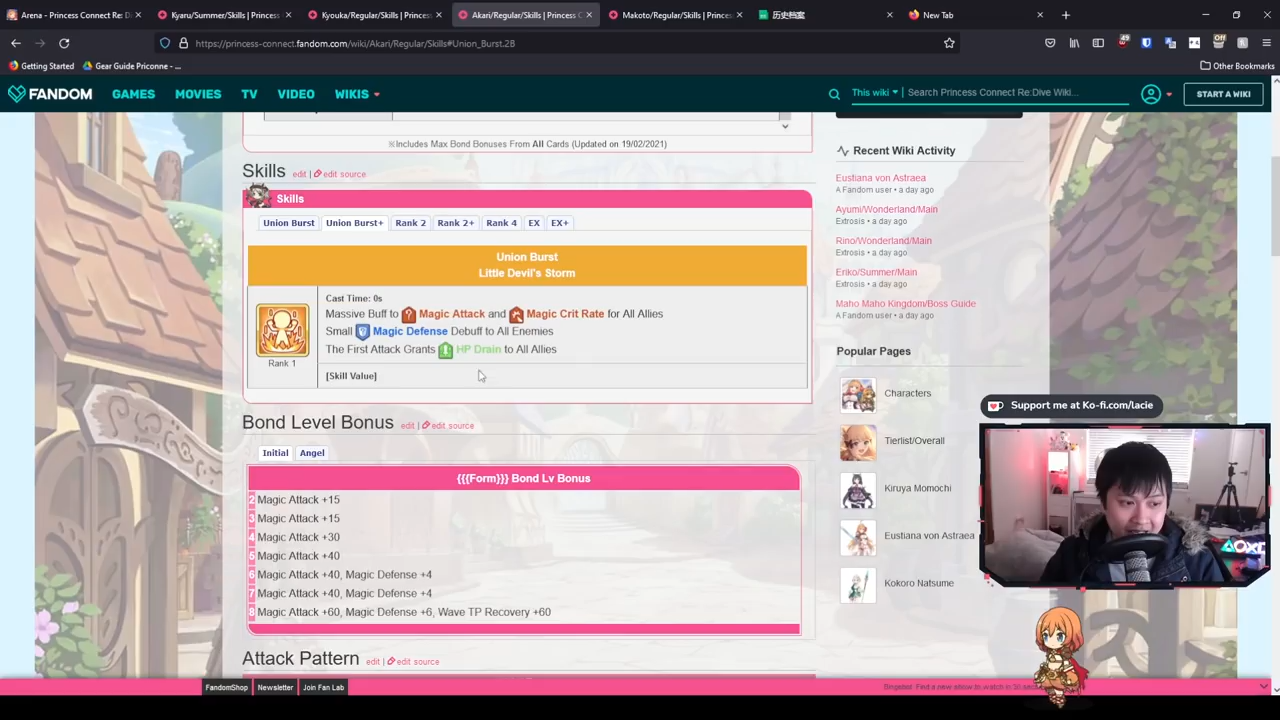 Arena - Princess Connect Re: Di
Kyaru/Summer/Skills | Princess
Kyouka/Regular/Skills | Princess
Akari/Regular/Skills | Princess C
Makoto/Regular/Skills | Princess
历史档案
New Tab
https://princess-connect.fandom.com/wiki/Akari/Regular/Skills#Union_Burst.2B
49
Off
Getting Started
Gear Guide Priconne - ...
Other Bookmarks
FANDOM
GAMES
MOVIES
TV
VIDEO
WIKIS
This wiki
Search Princess Connect Re:Dive Wiki...
START A WIKI
※Includes Max Bond Bonuses From All Cards (Updated on 19/02/2021)
Skills
edit
edit source
Skills
Union Burst
Union Burst+
Rank 2
Rank 2+
Rank 4
EX
EX+
Union Burst
Little Devil's Storm
Cast Time: 0s
Massive Buff to Magic Attack and Magic Crit Rate for All Allies
Small Magic Defense Debuff to All Enemies
The First Attack Grants HP Drain to All Allies
Rank 1
[Skill Value]
Bond Level Bonus
edit
edit source
Initial
Angel
{{{Form}}} Bond Lv Bonus
2 Magic Attack +15
3 Magic Attack +15
4 Magic Attack +30
5 Magic Attack +40
6 Magic Attack +40, Magic Defense +4
7 Magic Attack +40, Magic Defense +4
8 Magic Attack +60, Magic Defense +6, Wave TP Recovery +60
Attack Pattern
edit
edit source
Recent Wiki Activity
Eustiana von Astraea
A Fandom user • a day ago
Ayumi/Wonderland/Main
Extrosis • a day ago
Rino/Wonderland/Main
Extrosis • a day ago
Eriko/Summer/Main
Extrosis • a day ago
Maho Maho Kingdom/Boss Guide
Extrosis • a day ago
Popular Pages
Characters
Tierlist/Overall
Kiruya Momochi
Eustiana von Astraea
Kokoro Natsume
Support me at Ko-fi.com/lacie
FandomShop
Newsletter
Join Fan Lab